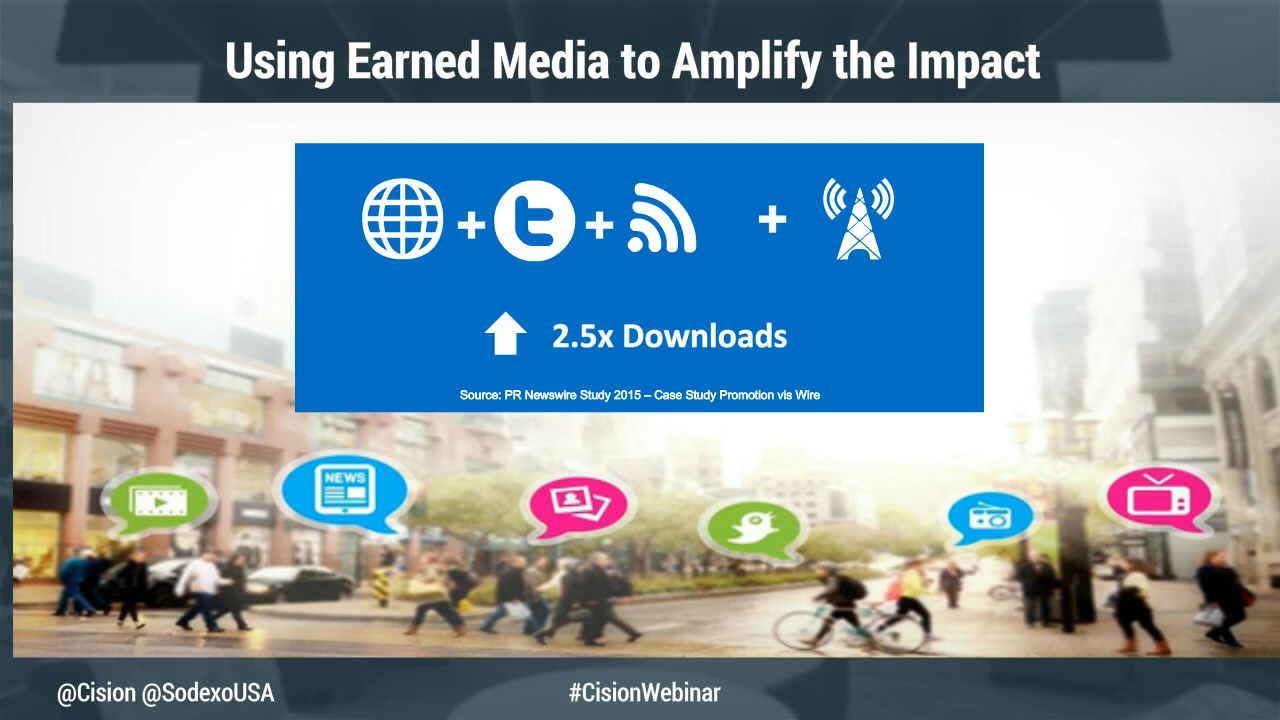 Using Earned Media to Amplify the Impact
+ + +
2.5x Downloads
Source: PR Newswire Study 2015 – Case Study Promotion vis Wire
NEWS
@Cision @SodexoUSA
#CisionWebinar